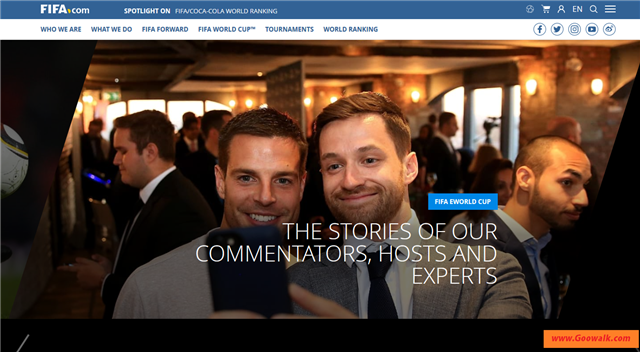 FIFA.com SPOTLIGHT ON FIFA/COCA-COLA WORLD RANKING EN
WHO WE ARE WHAT WE DO FIFA FORWARD FIFA WORLD CUP™ TOURNAMENTS WORLD RANKING
FIFA EWORLD CUP
THE STORIES OF OUR
COMMENTATORS, HOSTS AND
EXPERTS
www.Goowalk.com